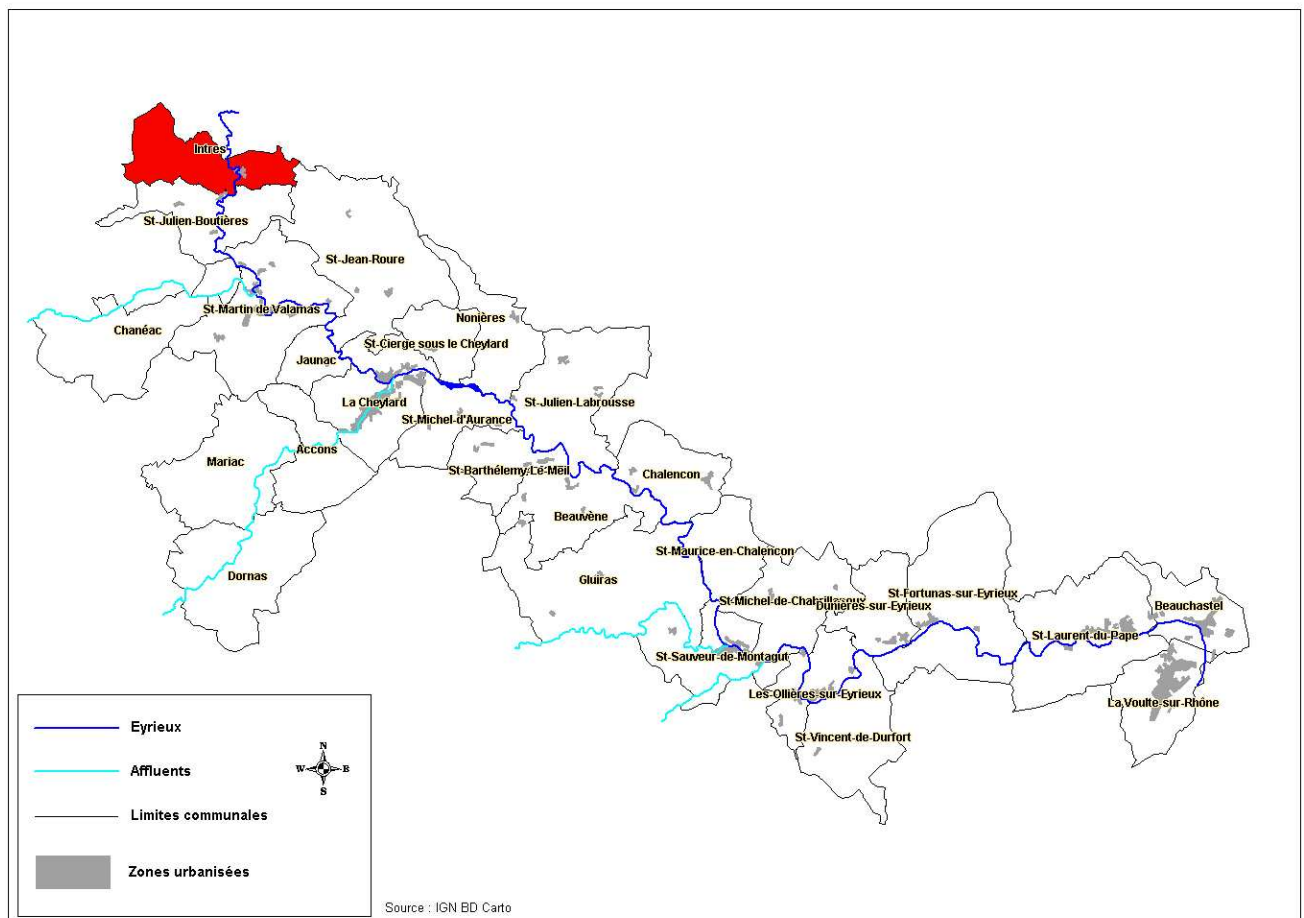 Intres
St-Julien-Boutières
St-Jean-Roure
St-Martin de Valamas
Nonières
Chanéac
St-Cierge sous le Cheylard
Jaunac
La Cheylard
St-Julien-Labrousse
St-Michel-d'Aurance
Accons
Mariac
St-Barthélemy Le Meil
Chalencon
Beauvène
St-Maurice-en-Chalencon
Dornas
Gluiras
St-Fortunas-sur-Eyrieux
St-Michel-de-Chabrilleroux
Dunières-sur-Eyrieux
Beauchastel
St-Laurent-du-Pape
St-Sauveur-de-Montagut
Les-Ollières-sur-Eyrieux
La Voulte-sur-Rhône
St-Vincent-de-Durfort
Eyrieux
N
Affluents
W E
S
Limites communales
Zones urbanisées
Source : IGN BD Carto